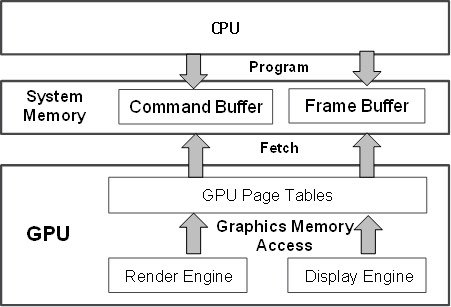 CPU
Program
System
Memory
Command Buffer
Frame Buffer
Fetch
GPU Page Tables
GPU
Graphics Memory
Access
Render Engine
Display Engine